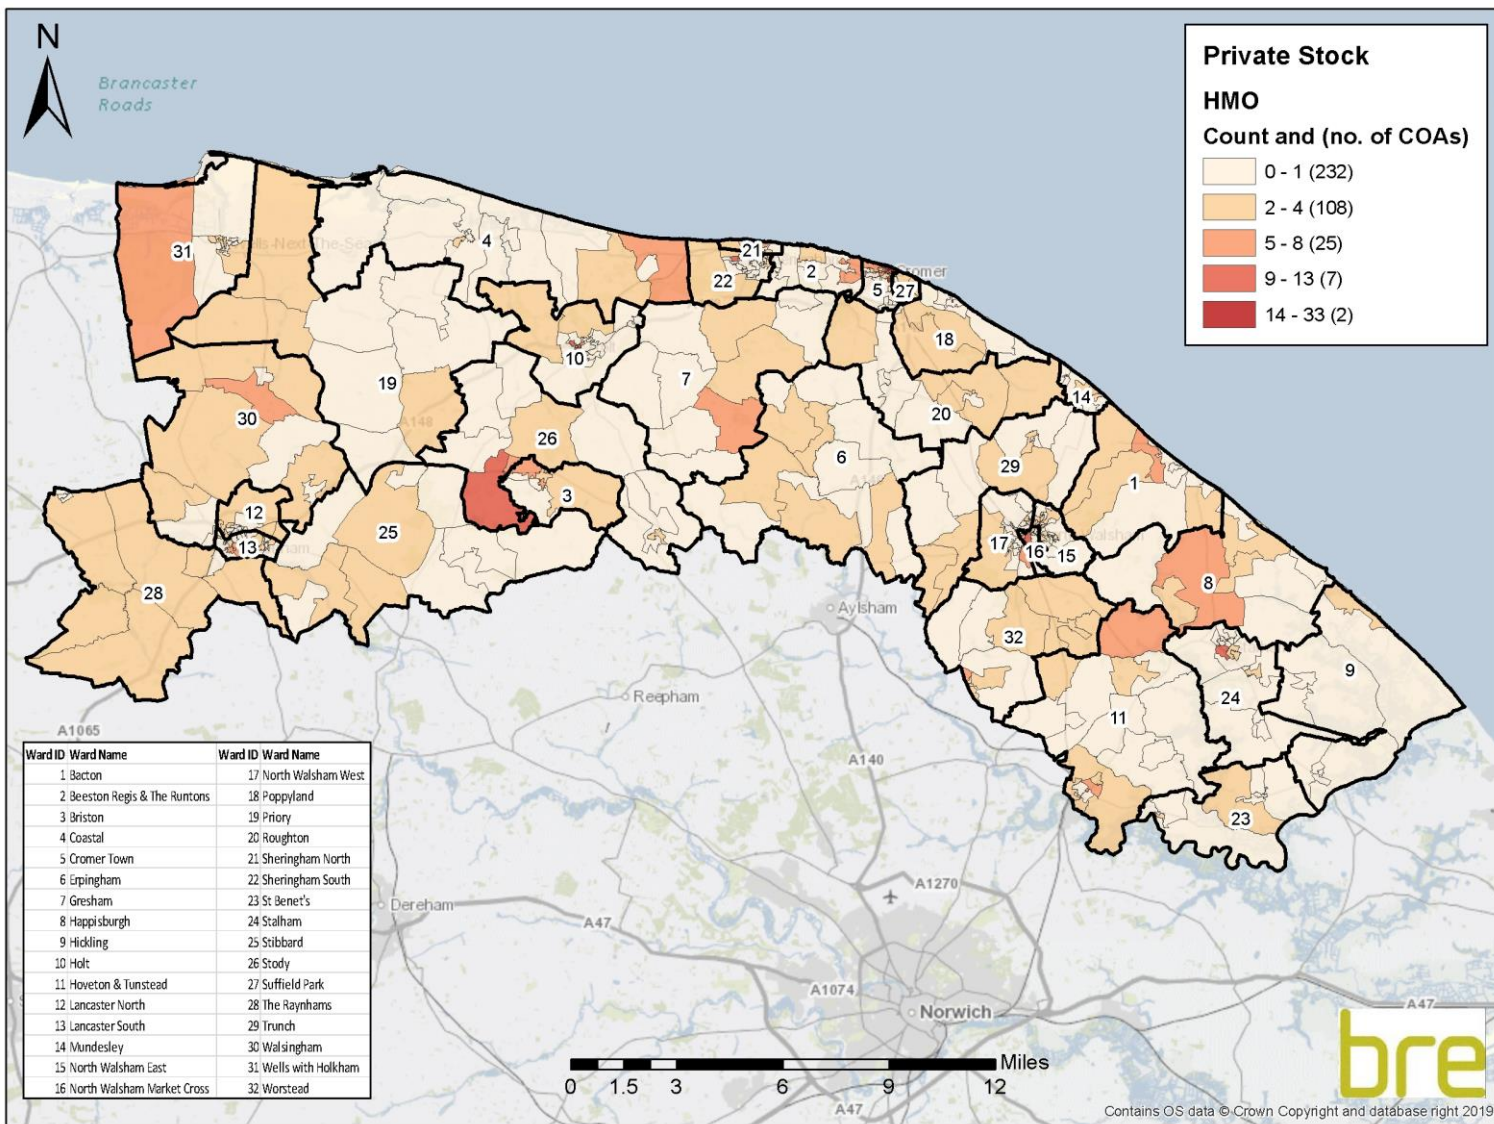 N
Brancaster
Roads
Private Stock
HMO
Count and (no. of COAs)
0 - 1 (232)
2 - 4 (108)
5 - 8 (25)
9 - 13 (7)
14 - 33 (2)
31
4
21
22
2
5
27
Cromer
18
10
19
7
14
30
20
A148
26
6
29
1
3
12
25
13
17
16
15
28
8
Aylsham
32
9
Reepham
24
11
A1065
A140
23
Ward ID Ward Name Ward ID Ward Name
1 Bacton 17 North Walsham West
2 Beeston Regis & The Runtons 18 Poppyland
3 Briston 19 Priory
4 Coastal 20 Roughton
5 Cromer Town 21 Sheringham North
6 Erpingham 22 Sheringham South
7 Gresham 23 St Benet's
8 Happisburgh 24 Stalham
9 Hickling 25 Stibbard
10 Holt 26 Stody
11 Hoveton & Tunstead 27 Suffield Park
12 Lancaster North 28 The Raynhams
13 Lancaster South 29 Trunch
14 Mundesley 30 Walsingham
15 North Walsham East 31 Wells with Holkham
16 North Walsham Market Cross 32 Worstead
A1270
Dereham
A47
A1074
Norwich
A47
bre
Miles
0 1.5 3 6 9 12
A47
Contains OS data © Crown Copyright and database right 2019